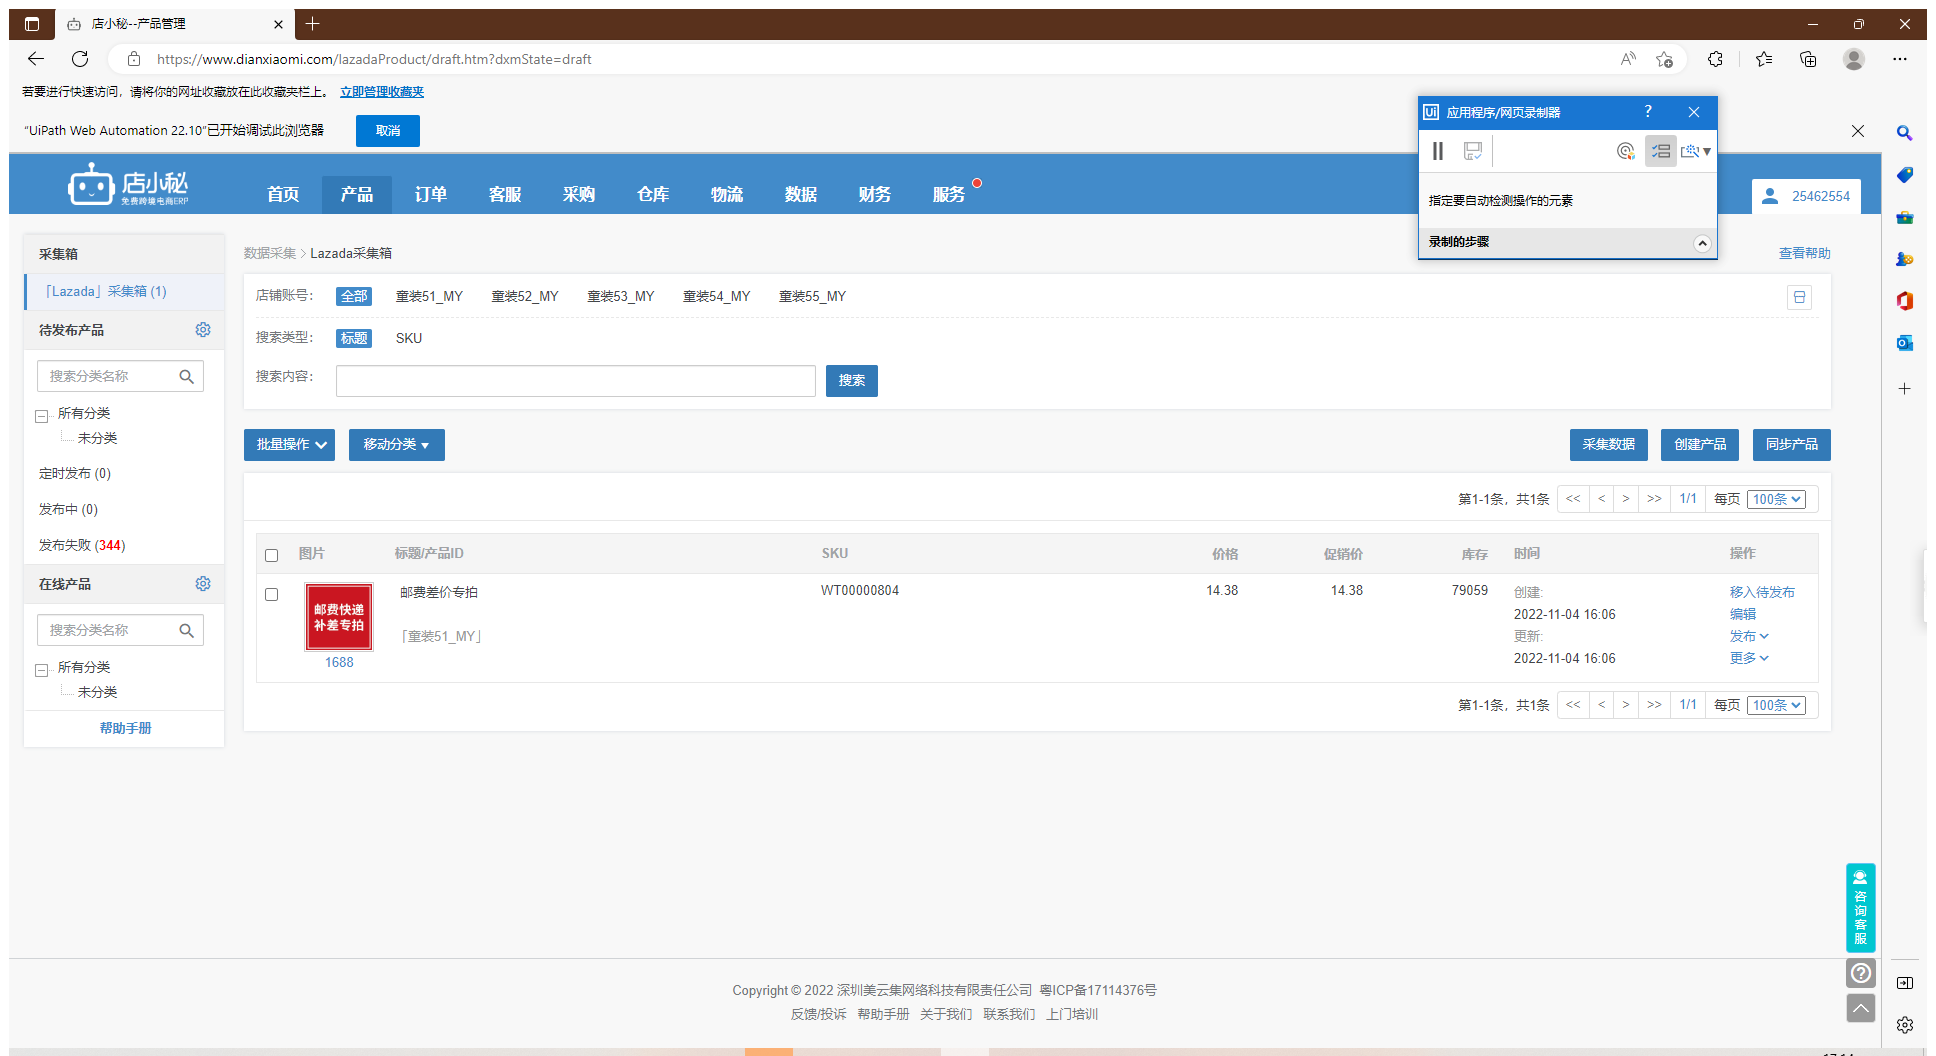 店小秘--产品管理
https://www.dianxiaomi.com/lazadaProduct/draft.htm?dxmState=draft
若要进行快速访问，请将你的网址收藏放在此收藏夹栏上。 立即管理收藏夹
"UiPath Web Automation 22.10"已开始调试此浏览器 取消
Ui 应用程序/网页录制器 ?
指定要自动检测操作的元素
录制的步骤
店小秘
免费跨境电商ERP
首页 产品 订单 客服 采购 仓库 物流 数据 财务 服务
25462554
采集箱
「Lazada」采集箱 (1)
待发布产品
搜索分类名称
所有分类
未分类
定时发布 (0)
发布中 (0)
发布失败 (344)
在线产品
搜索分类名称
所有分类
未分类
帮助手册
数据采集 > Lazada采集箱
查看帮助
店铺账号： 全部 童装51_MY 童装52_MY 童装53_MY 童装54_MY 童装55_MY
搜索类型： 标题 SKU
搜索内容： 搜索
批量操作 移动分类 采集数据 创建产品 同步产品
第1-1条，共1条 << < > >> 1/1 每页 100条
图片 标题/产品ID SKU 价格 促销价 库存 时间 操作
邮费快递
补差专拍
1688
邮费差价专拍
「童装51_MY」
WT00000804 14.38 14.38 79059
创建:
2022-11-04 16:06
更新:
2022-11-04 16:06
移入待发布
编辑
发布
更多
第1-1条，共1条 << < > >> 1/1 每页 100条
咨询客服
Copyright © 2022 深圳美云集网络科技有限责任公司 粤ICP备17114376号
反馈/投诉 帮助手册 关于我们 联系我们 上门培训